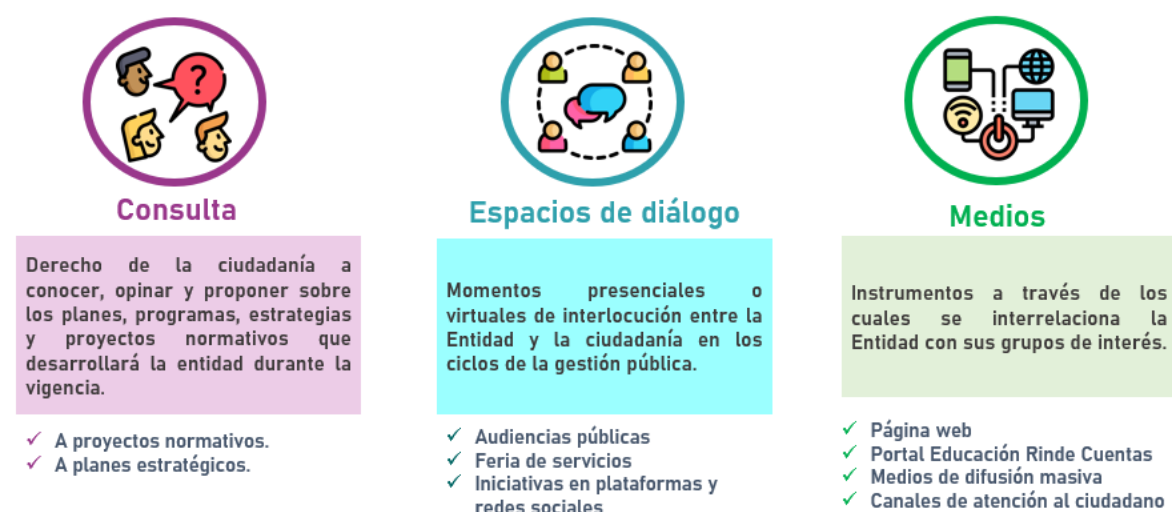 ?
Consulta
Derecho de la ciudadanía a
conocer, opinar y proponer sobre
los planes, programas, estrategias
y proyectos normativos que
desarrollará la entidad durante la
vigencia.
✓ A proyectos normativos.
✓ A planes estratégicos.
Espacios de diálogo
Momentos presenciales o
virtuales de interlocución entre la
Entidad y la ciudadanía en los
ciclos de la gestión pública.
✓ Audiencias públicas
✓ Feria de servicios
✓ Iniciativas en plataformas y
redes sociales
Medios
Instrumentos a través de los
cuales se interrelaciona la
Entidad con sus grupos de interés.
✓ Página web
✓ Portal Educación Rinde Cuentas
✓ Medios de difusión masiva
✓ Canales de atención al ciudadano